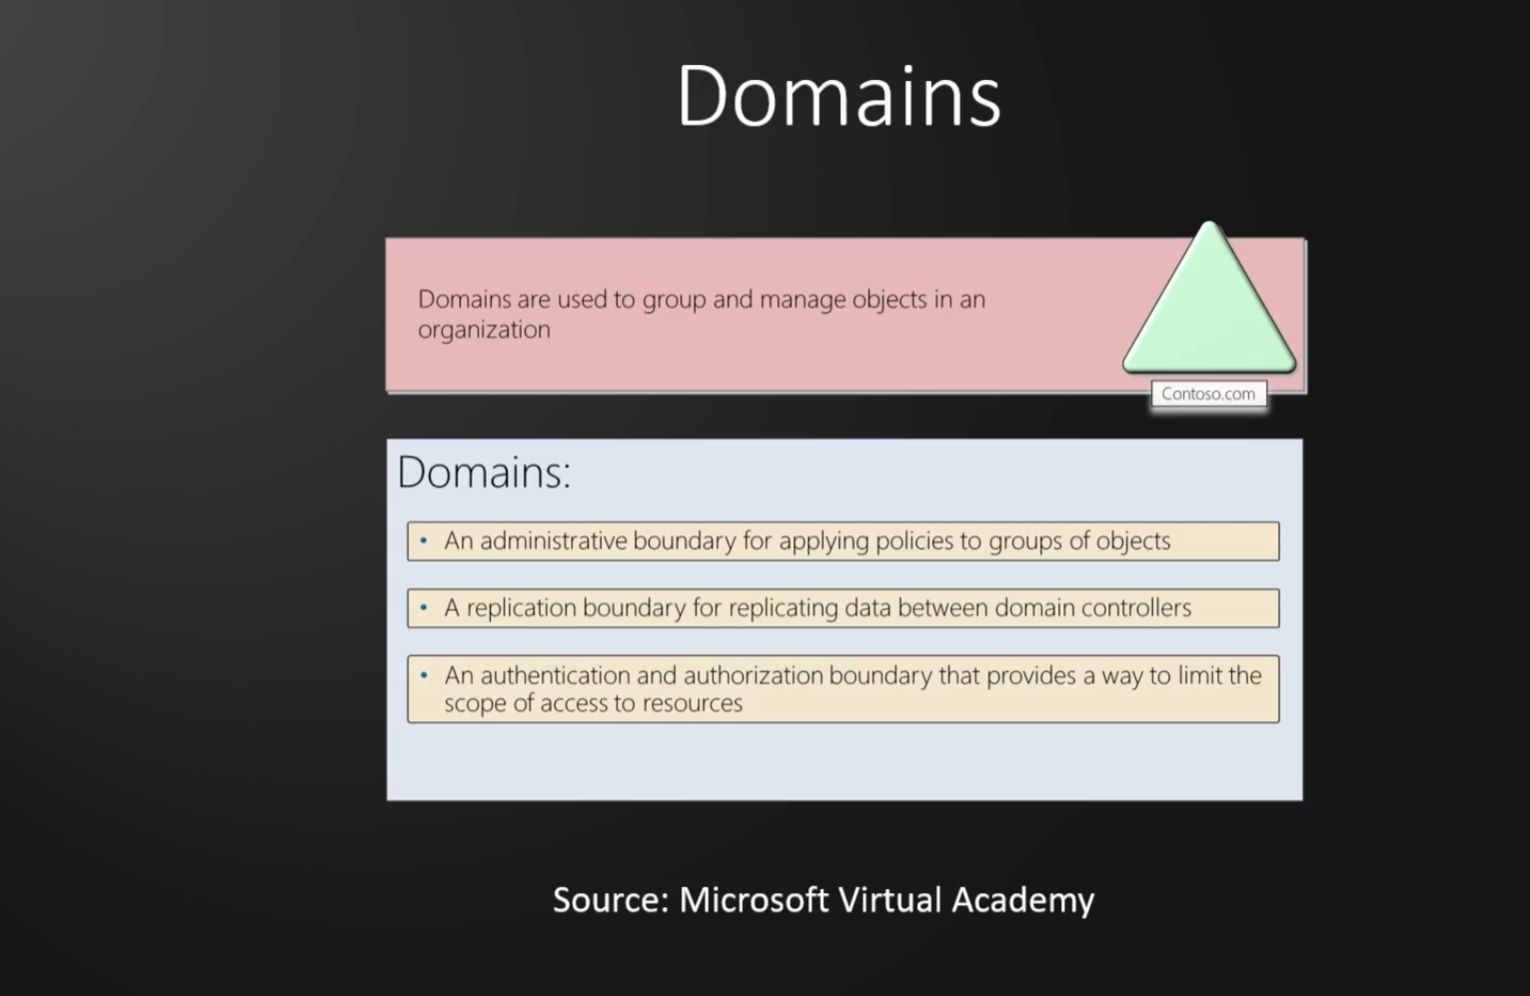 Domains
Domains are used to group and manage objects in an
organization
Contoso.com
Domains:
• An administrative boundary for applying policies to groups of objects
• A replication boundary for replicating data between domain controllers
• An authentication and authorization boundary that provides a way to limit the
scope of access to resources
Source: Microsoft Virtual Academy